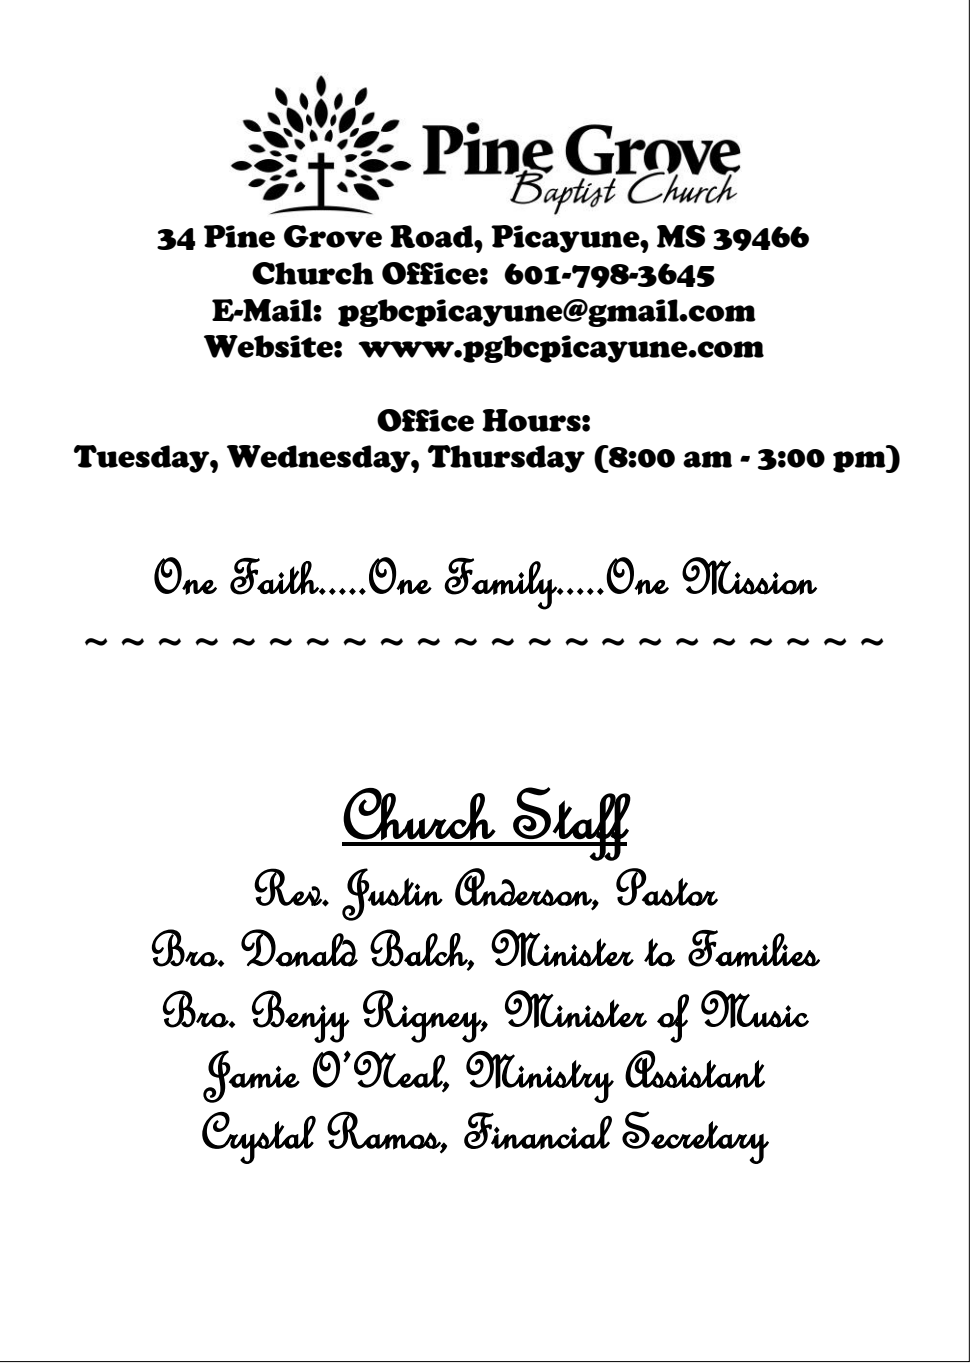 Pine Grove
Baptist Church
34 Pine Grove Road, Picayune, MS 39466
Church Office:  601-798-3645
E-Mail:  pgbcpicayune@gmail.com
Website:  www.pgbcpicayune.com
Office Hours:
Tuesday, Wednesday, Thursday (8:00 am - 3:00 pm)
One Faith.....One Family.....One Mission
~ ~ ~ ~ ~ ~ ~ ~ ~ ~ ~ ~ ~ ~ ~ ~ ~ ~ ~ ~ ~ ~
Church Staff
Rev. Justin Anderson, Pastor
Bro. Donald Balch, Minister to Families
Bro. Benjy Rigney, Minister of Music
Jamie O'Neal, Ministry Assistant
Crystal Ramos, Financial Secretary